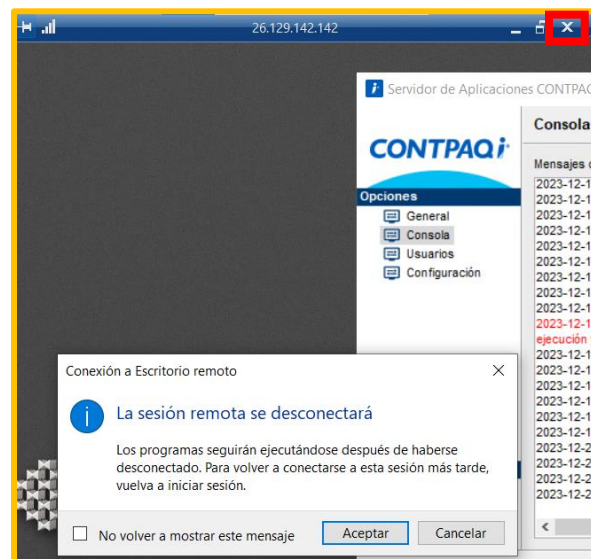 26.129.142.142
Servidor de Aplicaciones CONTPAQ
CONTPAQ i
Opciones
General
Consola
Usuarios
Configuración
Consola
Mensajes
2023-12-1
2023-12-1
2023-12-1
2023-12-1
2023-12-1
2023-12-1
2023-12-1
2023-12-1
2023-12-1
2023-12-1
ejecución
2023-12-1
2023-12-1
2023-12-1
2023-12-1
2023-12-1
2023-12-1
2023-12-2
2023-12-2
2023-12-2
2023-12-2
Conexión a Escritorio remoto
La sesión remota se desconectará
Los programas seguirán ejecutándose después de haberse
desconectado. Para volver a conectarse a esta sesión más tarde,
vuelva a iniciar sesión.
No volver a mostrar este mensaje
Aceptar
Cancelar